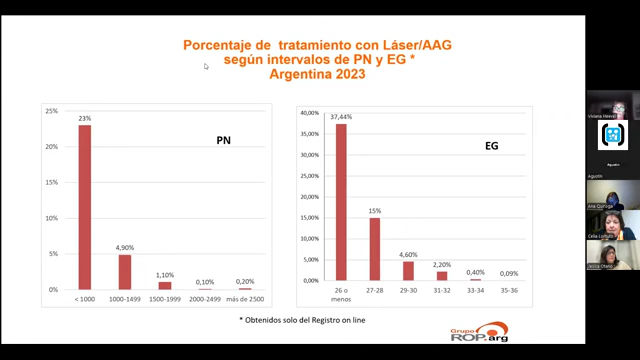 Porcentaje de tratamiento con Láser/AAG
según intervalos de PN y EG *
Argentina 2023
25%
20%
15%
10%
5%
0%
23%
4,90%
1,10%
0,10%
0,20%
PN
< 1000
1000-1499
1500-1999
2000-2499
más de 2500
40,00%
35,00%
30,00%
25,00%
20,00%
15,00%
10,00%
5,00%
0,00%
37,44%
15%
4,60%
2,20%
0,40%
0,09%
EG
26 o
menos
27-28
29-30
31-32
33-34
35-36
* Obtenidos solo del Registro on line
Grupo
ROP.arg
Agustín
Agustín
Ana Quiroga